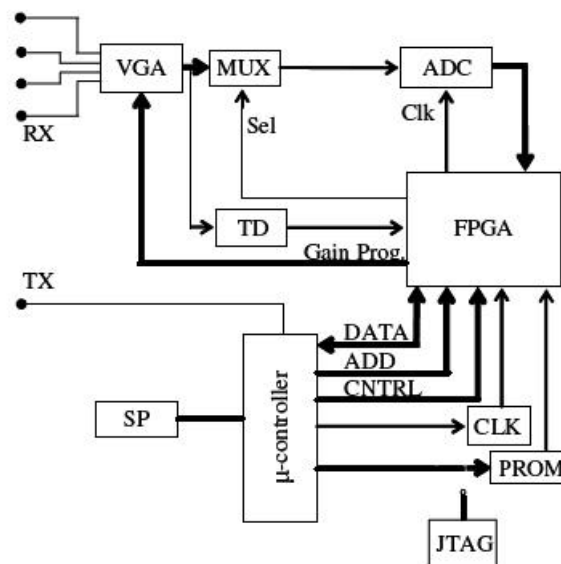 VGA
MUX
ADC
RX
Sel
Clk
TD
FPGA
Gain Prog.
TX
DATA
ADD
CNTRL
SP
μ-controller
CLK
PROM
JTAG